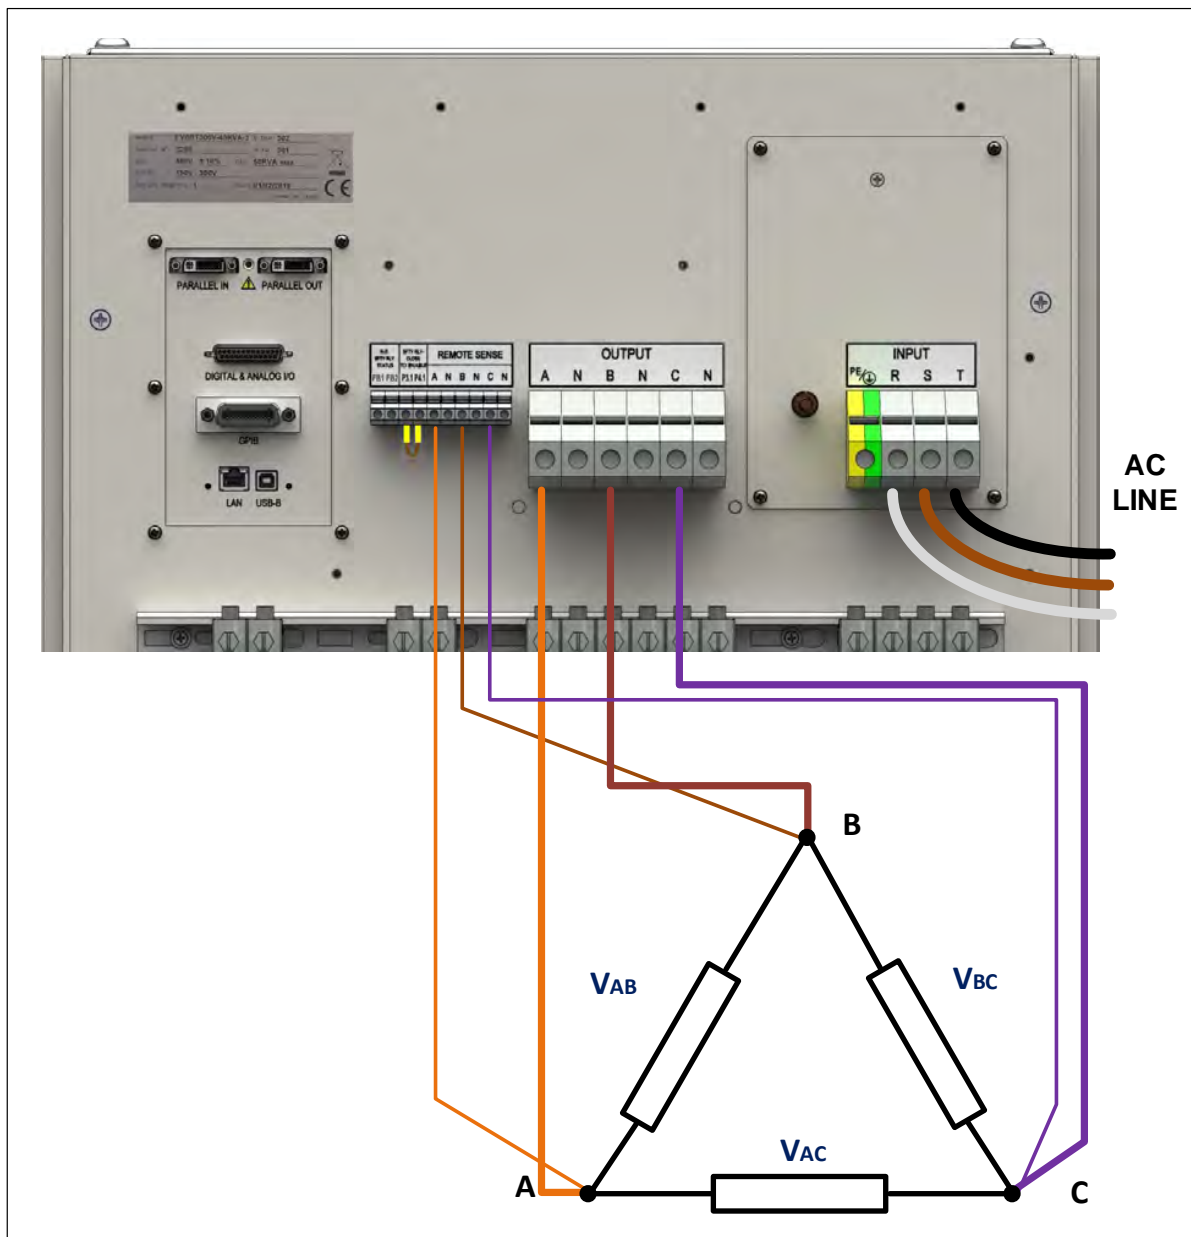 PARALLEL IN
PARALLEL OUT
DIGITAL & ANALOG I/O
GPIB
LAN
USB-B
REMOTE SENSE
A N B N C N
OUTPUT
A N B N C N
INPUT
PE/
R S T
AC
LINE
B
VAB
VBC
VAC
A
C